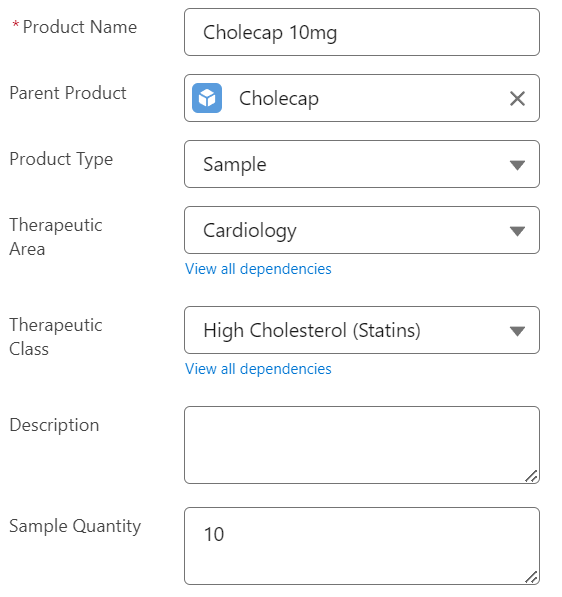 *Product Name
Cholecap 10mg
Parent Product
Cholecap
Product Type
Sample
Therapeutic
Area
Cardiology
View all dependencies
Therapeutic
Class
High Cholesterol (Statins)
View all dependencies
Description
Sample Quantity
10